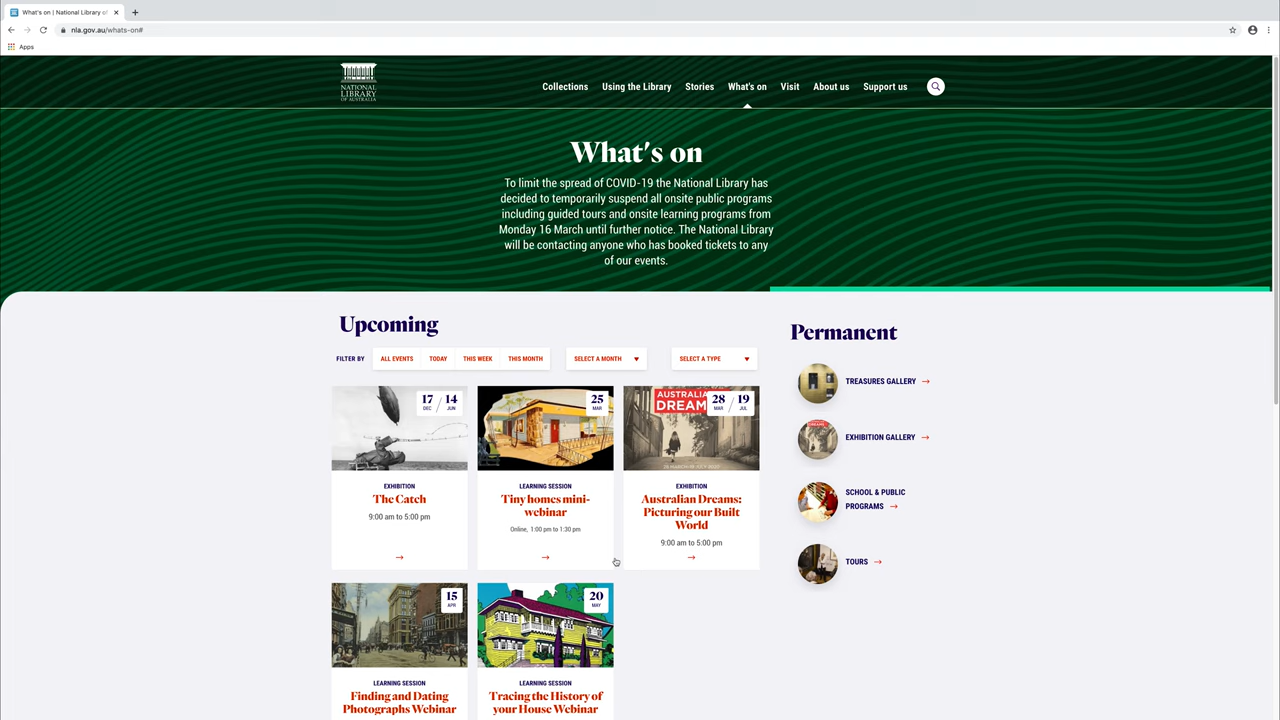 What's on | National Library of
nla.gov.au/whats-on#
Apps
NATIONAL
LIBRARY
OF AUSTRALIA
Collections Using the Library Stories What's on Visit About us Support us
What's on
To limit the spread of COVID-19 the National Library has
decided to temporarily suspend all onsite public programs
including guided tours and onsite learning programs from
Monday 16 March until further notice. The National Library
will be contacting anyone who has booked tickets to any
of our events.
Upcoming
FILTER BY ALL EVENTS TODAY THIS WEEK THIS MONTH SELECT A MONTH SELECT A TYPE
17 / 14
DEC JUN
EXHIBITION
The Catch
9:00 am to 5:00 pm
25
MAR
LEARNING SESSION
Tiny homes mini-
webinar
Online, 1:00 pm to 1:30 pm
AUSTRALIAN
DREAMS
28 / 19
MAR JUL
EXHIBITION
Australian Dreams:
Picturing our Built
World
9:00 am to 5:00 pm
15
APR
LEARNING SESSION
Finding and Dating
Photographs Webinar
20
MAY
LEARNING SESSION
Tracing the History of
your House Webinar
Permanent
TREASURES GALLERY
EXHIBITION GALLERY
SCHOOL & PUBLIC
PROGRAMS
TOURS